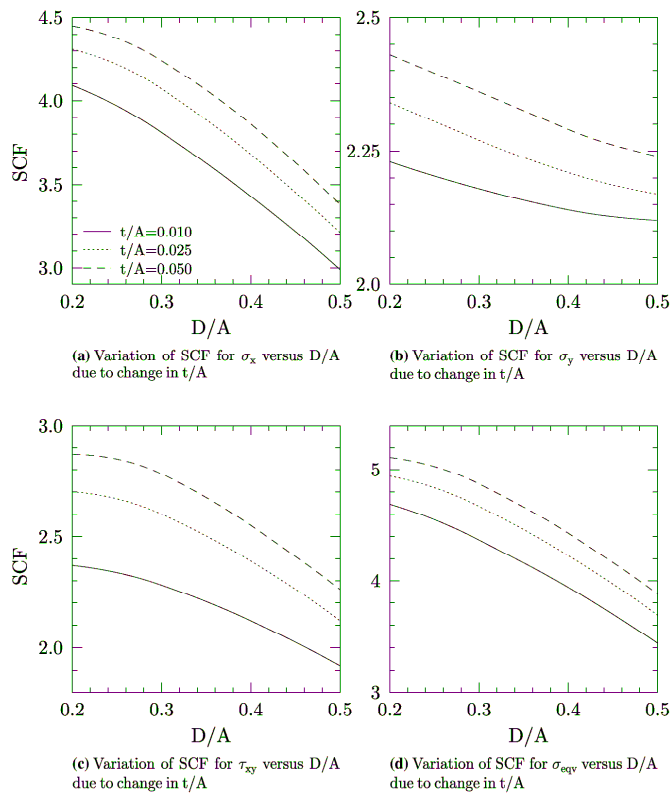 4.5
4.0
3.5
3.0
SCF
t/A=0.010
t/A=0.025
t/A=0.050
0.2 0.3 0.4 0.5
D/A
(a) Variation of SCF for σx versus D/A
due to change in t/A
2.5
2.25
2.0
0.2 0.3 0.4 0.5
D/A
(b) Variation of SCF for σy versus D/A
due to change in t/A
3.0
2.5
2.0
SCF
0.2 0.3 0.4 0.5
D/A
(c) Variation of SCF for τxy versus D/A
due to change in t/A
5
4
3
0.2 0.3 0.4 0.5
D/A
(d) Variation of SCF for σeqv versus D/A
due to change in t/A